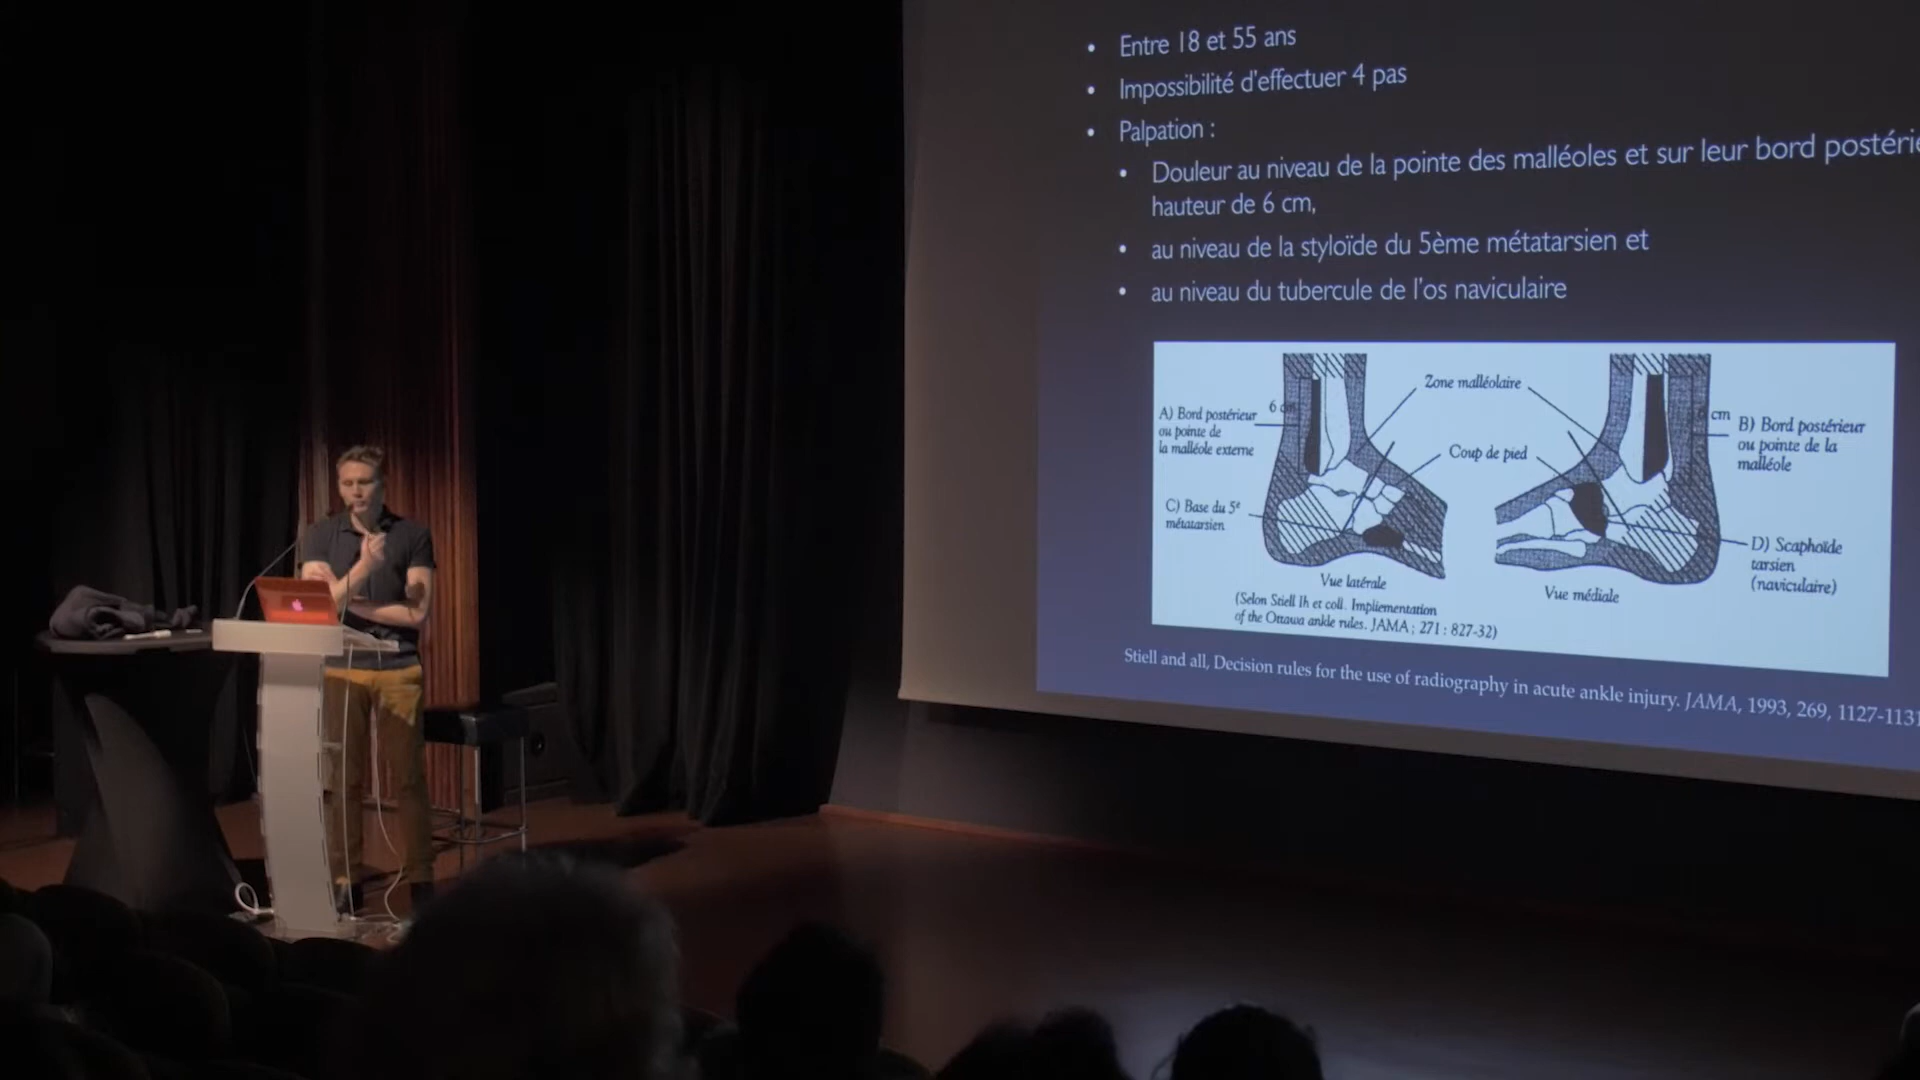 Entre 18 et 55 ans
Impossibilité d'effectuer 4 pas
Palpation :
Douleur au niveau de la pointe des malléoles et sur leur bord
hauteur de 6 cm,
au niveau de la styloïde du 5ème métatarsien et
au niveau du tubercule de l'os naviculaire
Zone malléolaire
A) Bord postérieur
ou pointe de
la malléole externe
6
cm
B) Bord postérieur
ou pointe de la
malléole
Coup de pied
C) Base du 5e
métatarsien
D) Scaphoïde
tarsien
(naviculaire)
Vue latérale
Vue médiale
(Selon Stiell Ih et coll. Impliementation
of the Ottawa ankle rules. JAMA ; 271 : 827-32)
Stiell and all, Decision rules for the use of radiography in acute ankle injury. JAMA, 1993, 269, 1127-1131